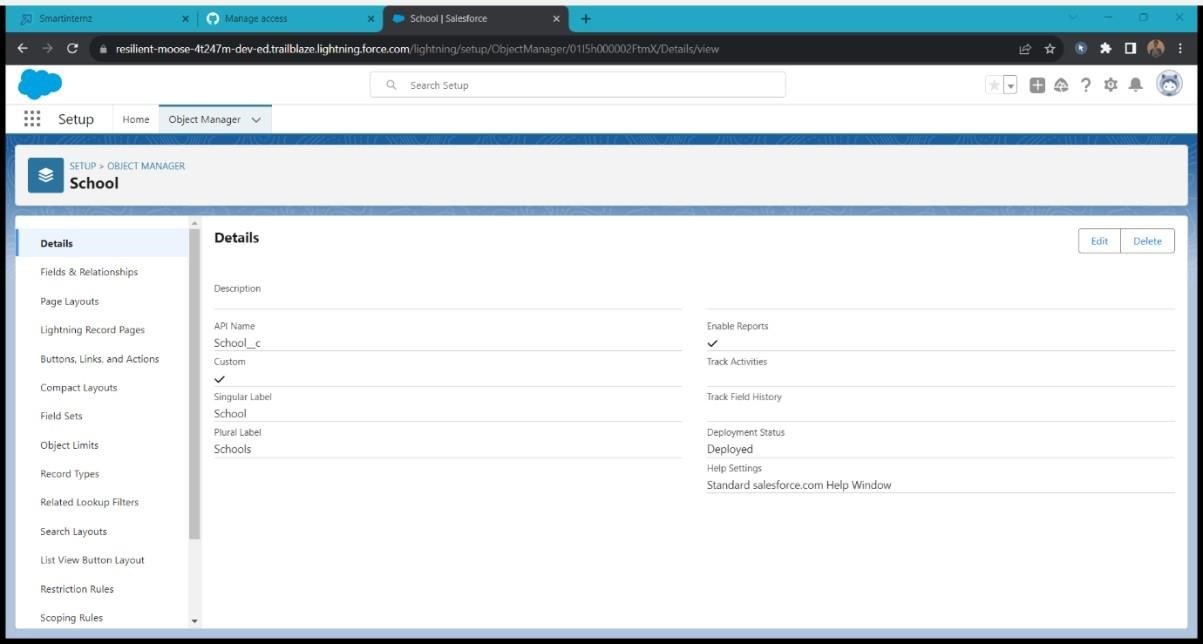 Smartinternz
Manage access
School | Salesforce
resilient-moose-4t247m-dev-ed.trailblaze.lightning.force.com/lightning/setup/ObjectManager/01I5h000002FtmX/Details/view
Search Setup
Setup Home Object Manager
SETUP > OBJECT MANAGER
School
Details
Fields & Relationships
Page Layouts
Lightning Record Pages
Buttons, Links, and Actions
Compact Layouts
Field Sets
Object Limits
Record Types
Related Lookup Filters
Search Layouts
List View Button Layout
Restriction Rules
Scoping Rules
Details
Edit Delete
Description
API Name
School__c
Custom
Singular Label
School
Plural Label
Schools
Enable Reports
Track Activities
Track Field History
Deployment Status
Deployed
Help Settings
Standard salesforce.com Help Window